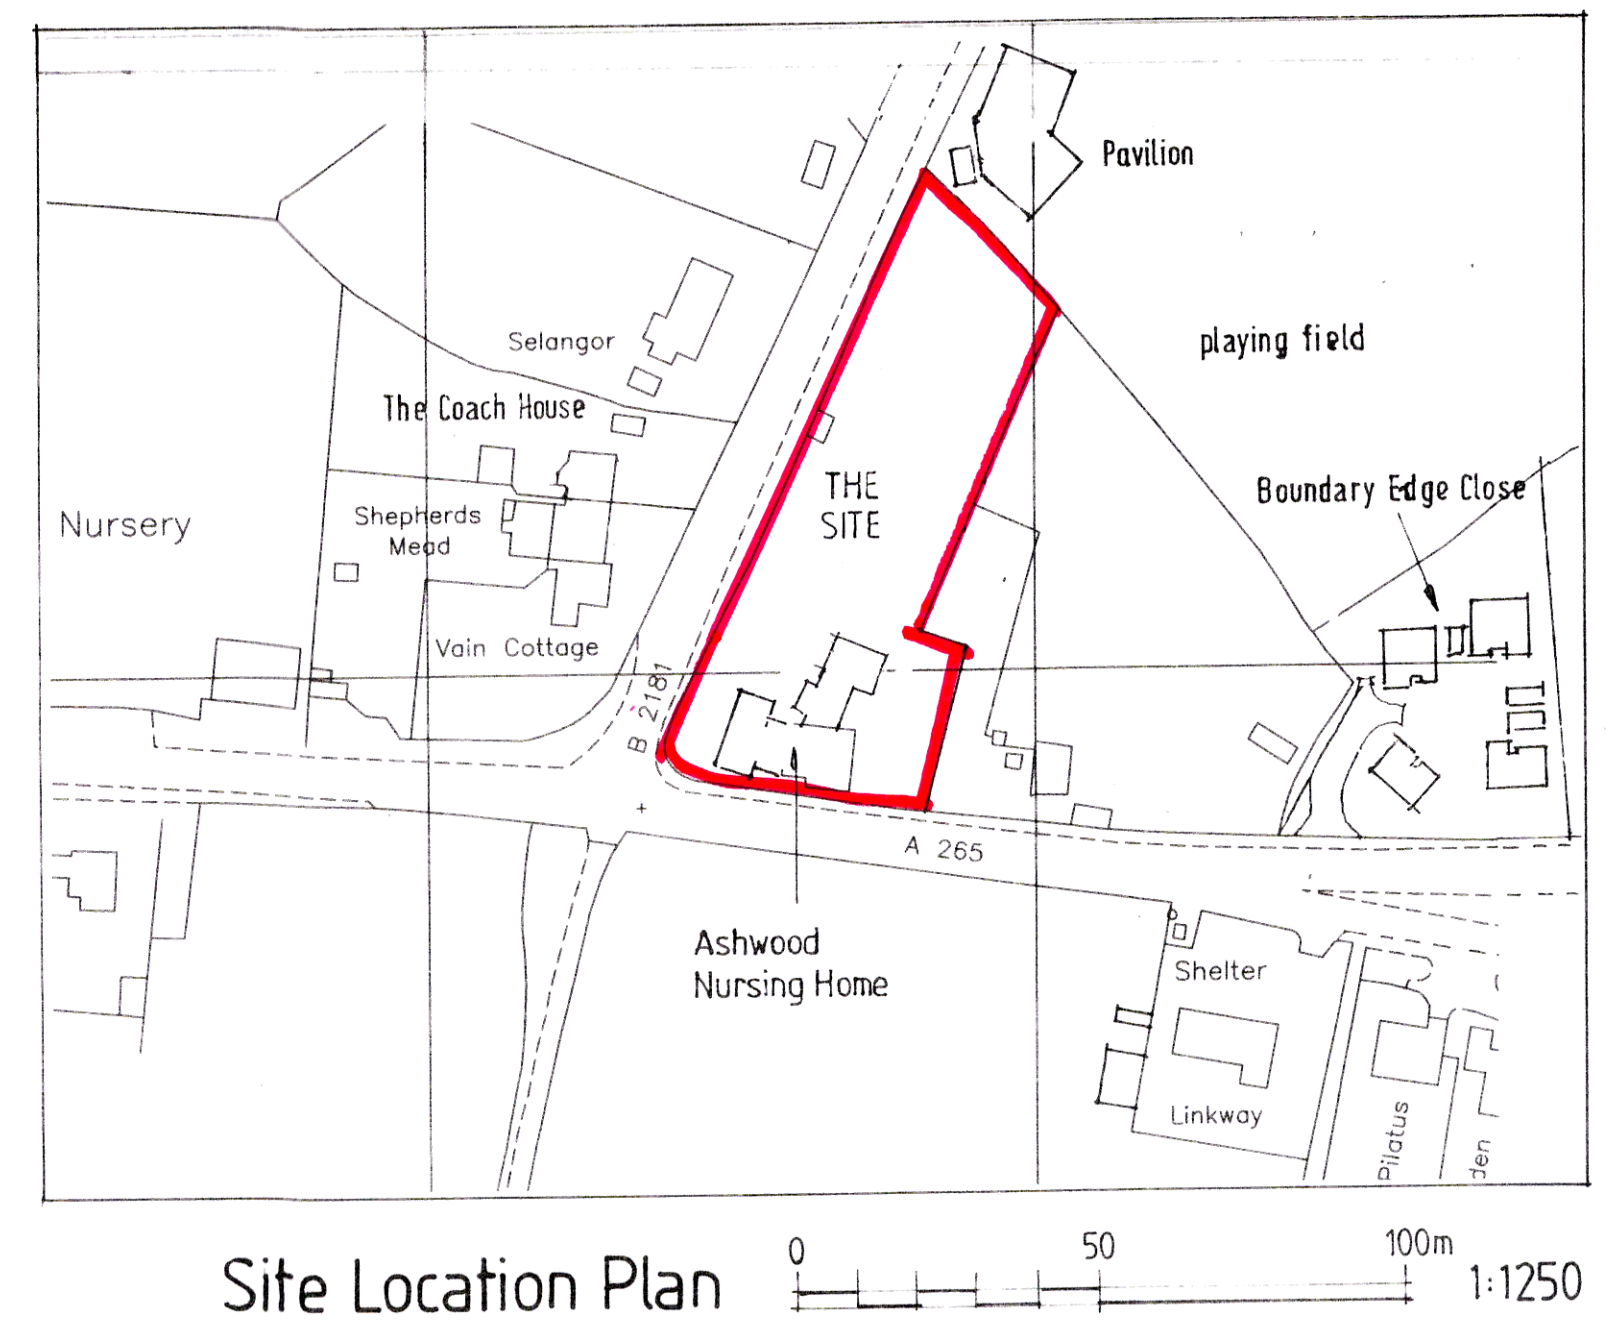 Pavilion
playing field
Selangor
The Coach House
THE
SITE
Boundary Edge Close
Nursery
Shepherds
Mead
Vain Cottage
B 2181
A 265
Ashwood
Nursing Home
Shelter
Linkway
Pilatus
den
0 50 100m
Site Location Plan
1:1250